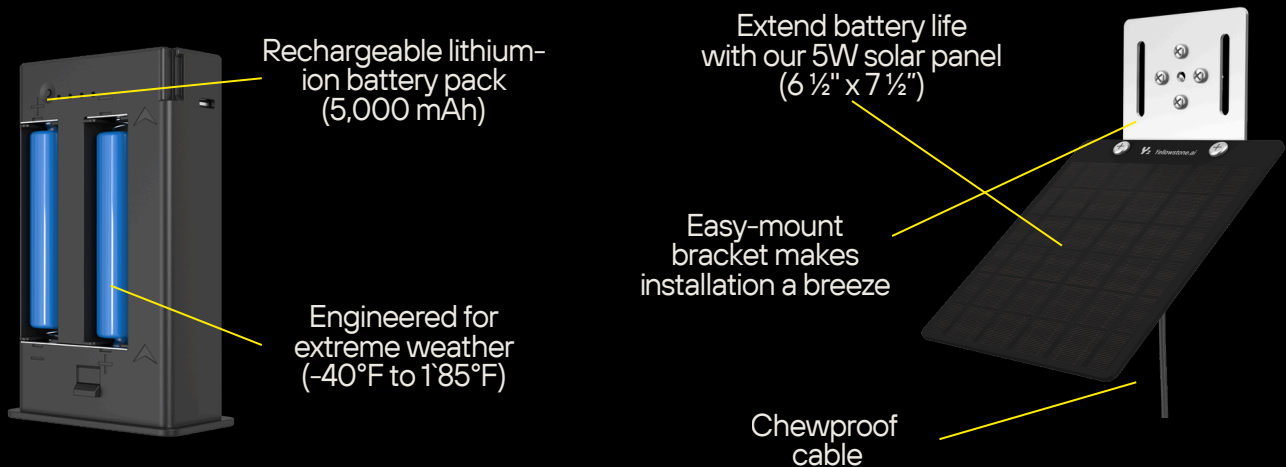 Rechargeable lithium-
ion battery pack
(5,000 mAh)
Engineered for
extreme weather
(-40°F to 1`85°F)
Extend battery life
with our 5W solar panel
(6 ½" x 7 ½")
Easy-mount
bracket makes
installation a breeze
Yellowstone.ai
Chewproof
cable